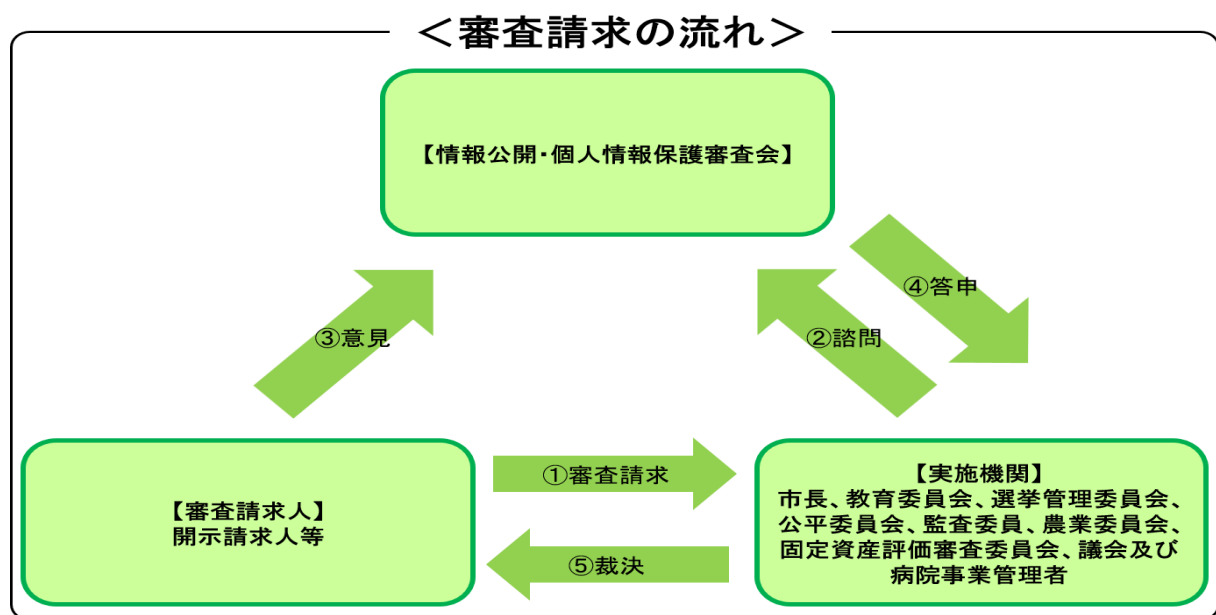 ＜審査請求の流れ＞
【情報公開・個人情報保護審査会】
④答申
③意見
②諮問
①審査請求
【審査請求人】
開示請求人等
【実施機関】
市長、教育委員会、選挙管理委員会、
公平委員会、監査委員、農業委員会、
固定資産評価審査委員会、議会及び
病院事業管理者
⑤裁決